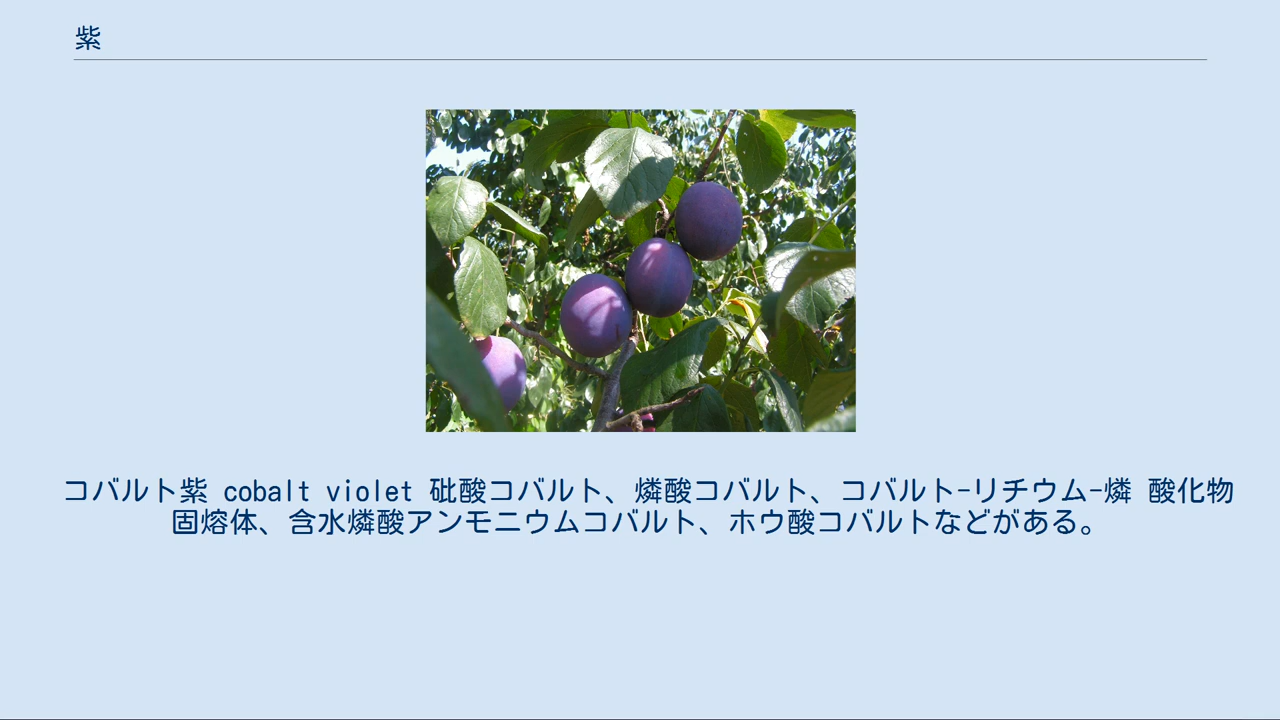 紫
コバルト紫 cobalt violet 砒酸コバルト、燐酸コバルト、コバルト-リチウム-燐 酸化物
固熔体、含水燐酸アンモニウムコバルト、ホウ酸コバルトなどがある。